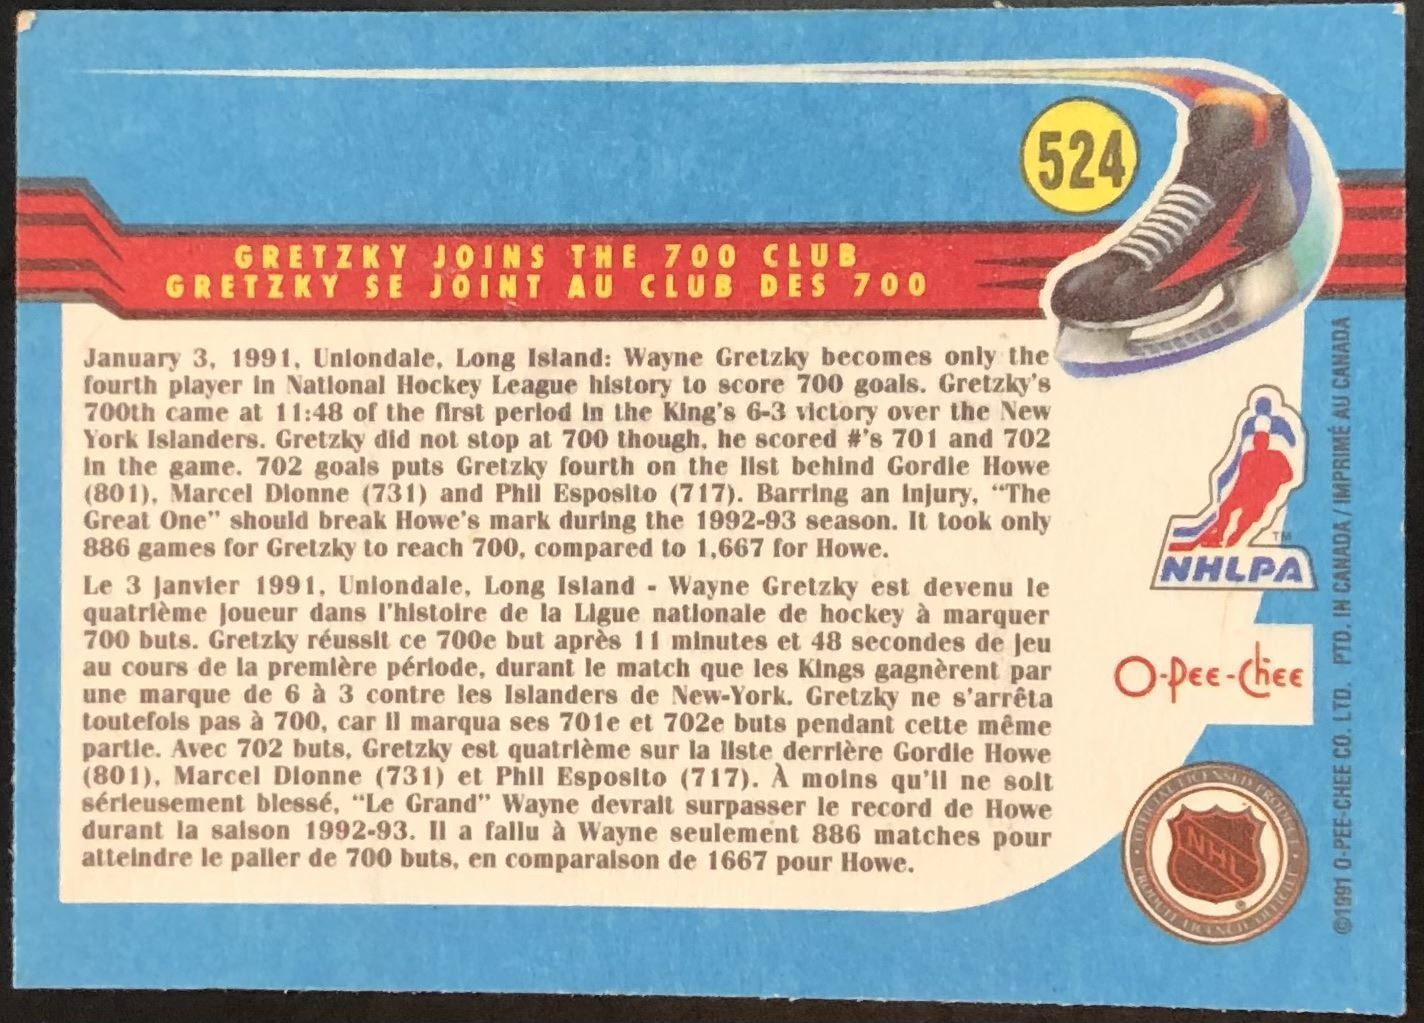 524
GRETZKY JOINS THE 700 CLUB
GRETZKY SE JOINT AU CLUB DES 700
January 3, 1991, Uniondale, Long Island: Wayne Gretzky becomes only the
fourth player in National Hockey League history to score 700 goals. Gretzky's
700th came at 11:48 of the first period in the King's 6-3 victory over the New
York Islanders. Gretzky did not stop at 700 though, he scored #'s 701 and 702
in the game. 702 goals puts Gretzky fourth on the list behind Gordie Howe
(801), Marcel Dionne (731) and Phil Esposito (717). Barring an injury, "The
Great One" should break Howe's mark during the 1992-93 season. It took only
886 games for Gretzky to reach 700, compared to 1,667 for Howe.
Le 3 janvier 1991, Uniondale, Long Island - Wayne Gretzky est devenu le
quatrième joueur dans l'histoire de la Ligue nationale de hockey à marquer
700 buts. Gretzky réussit ce 700e but après 11 minutes et 48 secondes de jeu
au cours de la première période, durant le match que les Kings gagnèrent par
une marque de 6 à 3 contre les Islanders de New-York. Gretzky ne s'arrêta
toutefois pas à 700, car il marqua ses 701e et 702e buts pendant cette même
partie. Avec 702 buts, Gretzky est quatrième sur la liste derrière Gordie Howe
(801), Marcel Dionne (731) et Phil Esposito (717). À moins qu'il ne soit
sérieusement blessé, "Le Grand" Wayne devrait surpasser le record de Howe
durant la saison 1992-93. Il a fallu à Wayne seulement 886 matches pour
atteindre le palier de 700 buts, en comparaison de 1667 pour Howe.
TM
NHLPA
O-Pee-Chee
OFFICIAL LICENSED PRODUCT
NHL
®
PRODUIT LICENCIÉ OFFICIEL
©1991 O-PEE-CHEE CO. LTD. PTD. IN CANADA / IMPRIMÉ AU CANADA